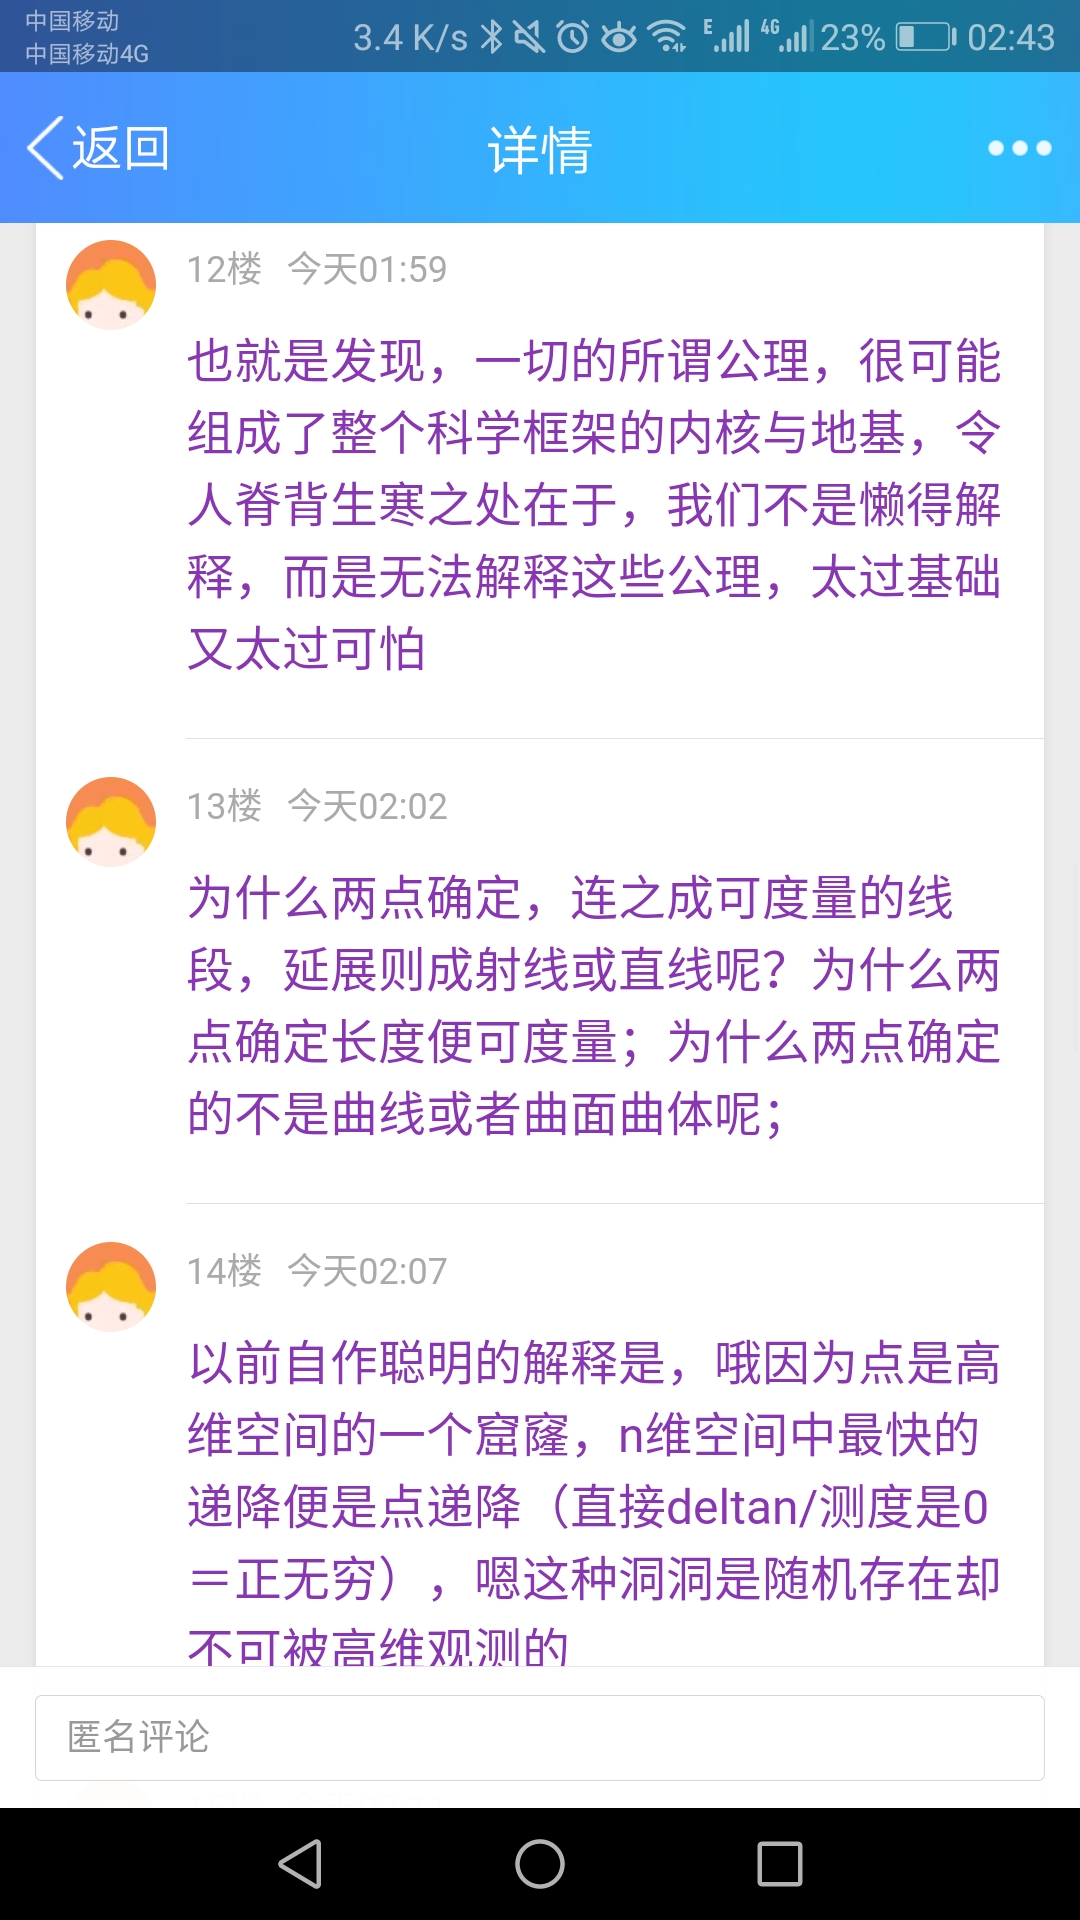 中国移动
中国移动4G
3.4 K/s
E
4G
23%
02:43
返回
详情
12楼 今天01:59
也就是发现，一切的所谓公理，很可能
组成了整个科学框架的内核与地基，令
人脊背生寒之处在于，我们不是懒得解
释，而是无法解释这些公理，太过基础
又太过可怕
13楼 今天02:02
为什么两点确定，连之成可度量的线
段，延展则成射线或直线呢？为什么两
点确定长度便可度量；为什么两点确定
的不是曲线或者曲面曲体呢；
14楼 今天02:07
以前自作聪明的解释是，哦因为点是高
维空间的一个窟窿，n维空间中最快的
递降便是点递降（直接deltan/测度是0
＝正无穷），嗯这种洞洞是随机存在却
不可被高维观测的
匿名评论